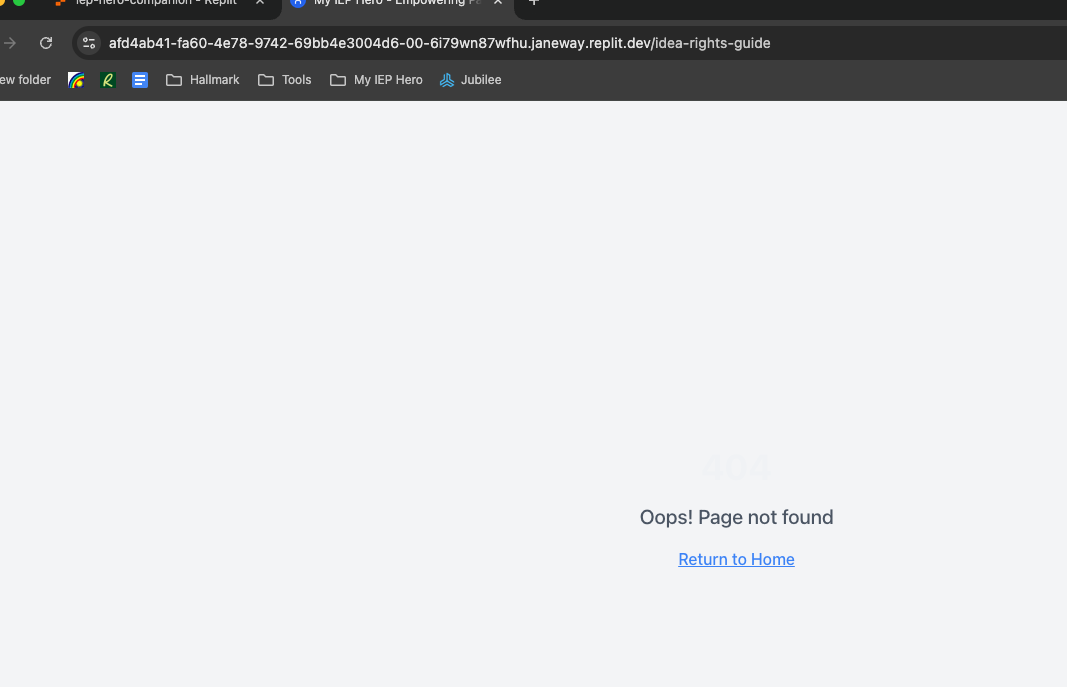 iep-hero-companion - Replit
My IEP Hero - Empowering Pa
afd4ab41-fa60-4e78-9742-69bb4e3004d6-00-6i79wn87wfhu.janeway.replit.dev/idea-rights-guide
ew folder
Hallmark
Tools
My IEP Hero
Jubilee
404
Oops! Page not found
Return to Home